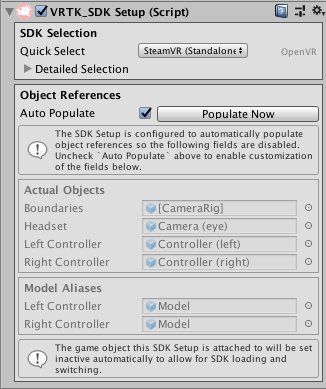 VRTK_SDK Setup (Script)
SDK Selection
Quick Select SteamVR (Standalone OpenVR
Detailed Selection
Object References
Auto Populate Populate Now
The SDK Setup is configured to automatically populate
object references so the following fields are disabled.
Uncheck `Auto Populate` above to enable customization
of the fields below.
Actual Objects
Boundaries [CameraRig]
Headset Camera (eye)
Left Controller Controller (left)
Right Controller Controller (right)
Model Aliases
Left Controller Model
Right Controller Model
The game object this SDK Setup is attached to will be set
inactive automatically to allow for SDK loading and
switching.